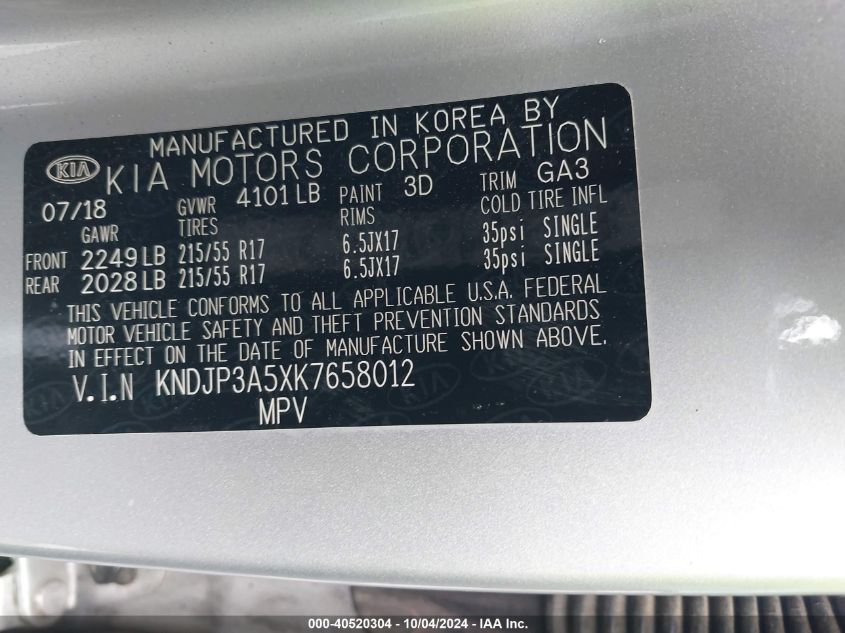 MANUFACTURED IN KOREA BY
KIA KIA MOTORS CORPORATION
07/18 GVWR 4101 LB PAINT 3D TRIM GA3
GAWR TIRES RIMS COLD TIRE INFL
FRONT 2249 LB 215/55 R17 6.5JX17 35psi SINGLE
REAR 2028 LB 215/55 R17 6.5JX17 35psi SINGLE
THIS VEHICLE CONFORMS TO ALL APPLICABLE U.S.A. FEDERAL
MOTOR VEHICLE SAFETY AND THEFT PREVENTION STANDARDS
IN EFFECT ON THE DATE OF MANUFACTURE SHOWN ABOVE.
V.I.N KNDJP3A5XK7658012
MPV
000-40520304 - 10/04/2024 - IAA Inc.